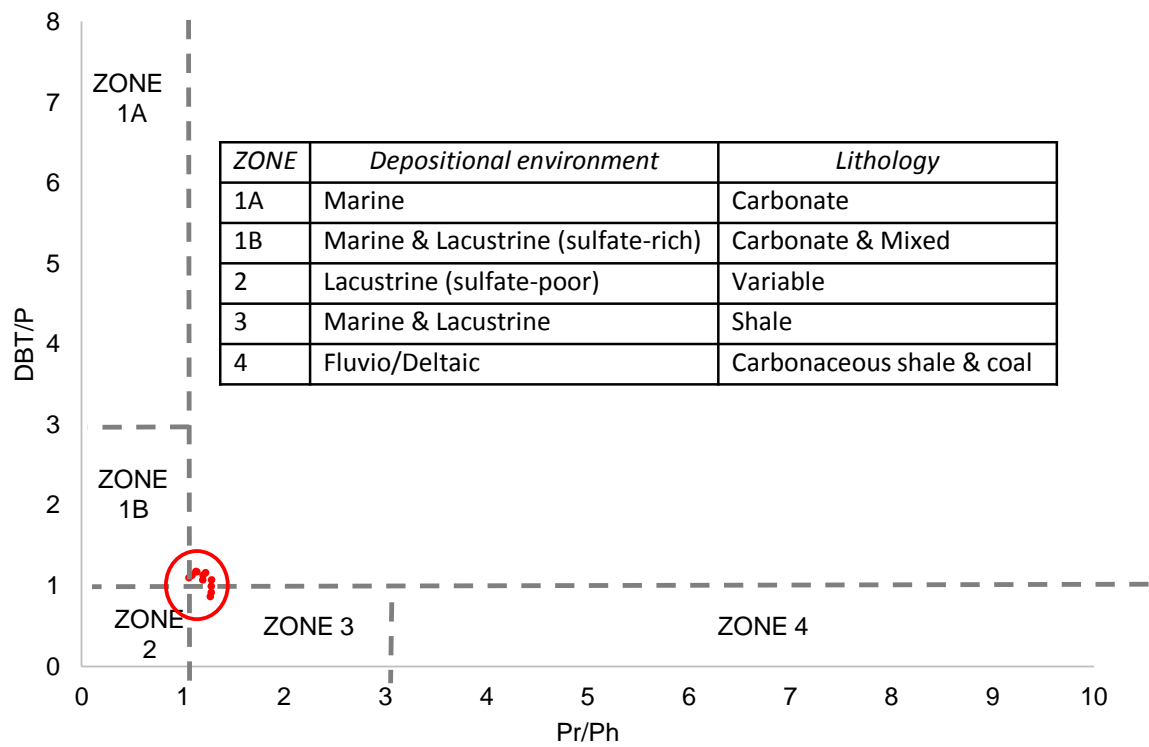 8
ZONE
1A
7
ZONE Depositional environment Lithology
1A Marine Carbonate
1B Marine & Lacustrine (sulfate-rich) Carbonate & Mixed
2 Lacustrine (sulfate-poor) Variable
3 Marine & Lacustrine Shale
4 Fluvio/Deltaic Carbonaceous shale & coal
6
5
4
DBT/P
3
ZONE
1B
2
1
ZONE
2
ZONE 3
ZONE 4
0
0 1 2 3 4 5 6 7 8 9 10
Pr/Ph